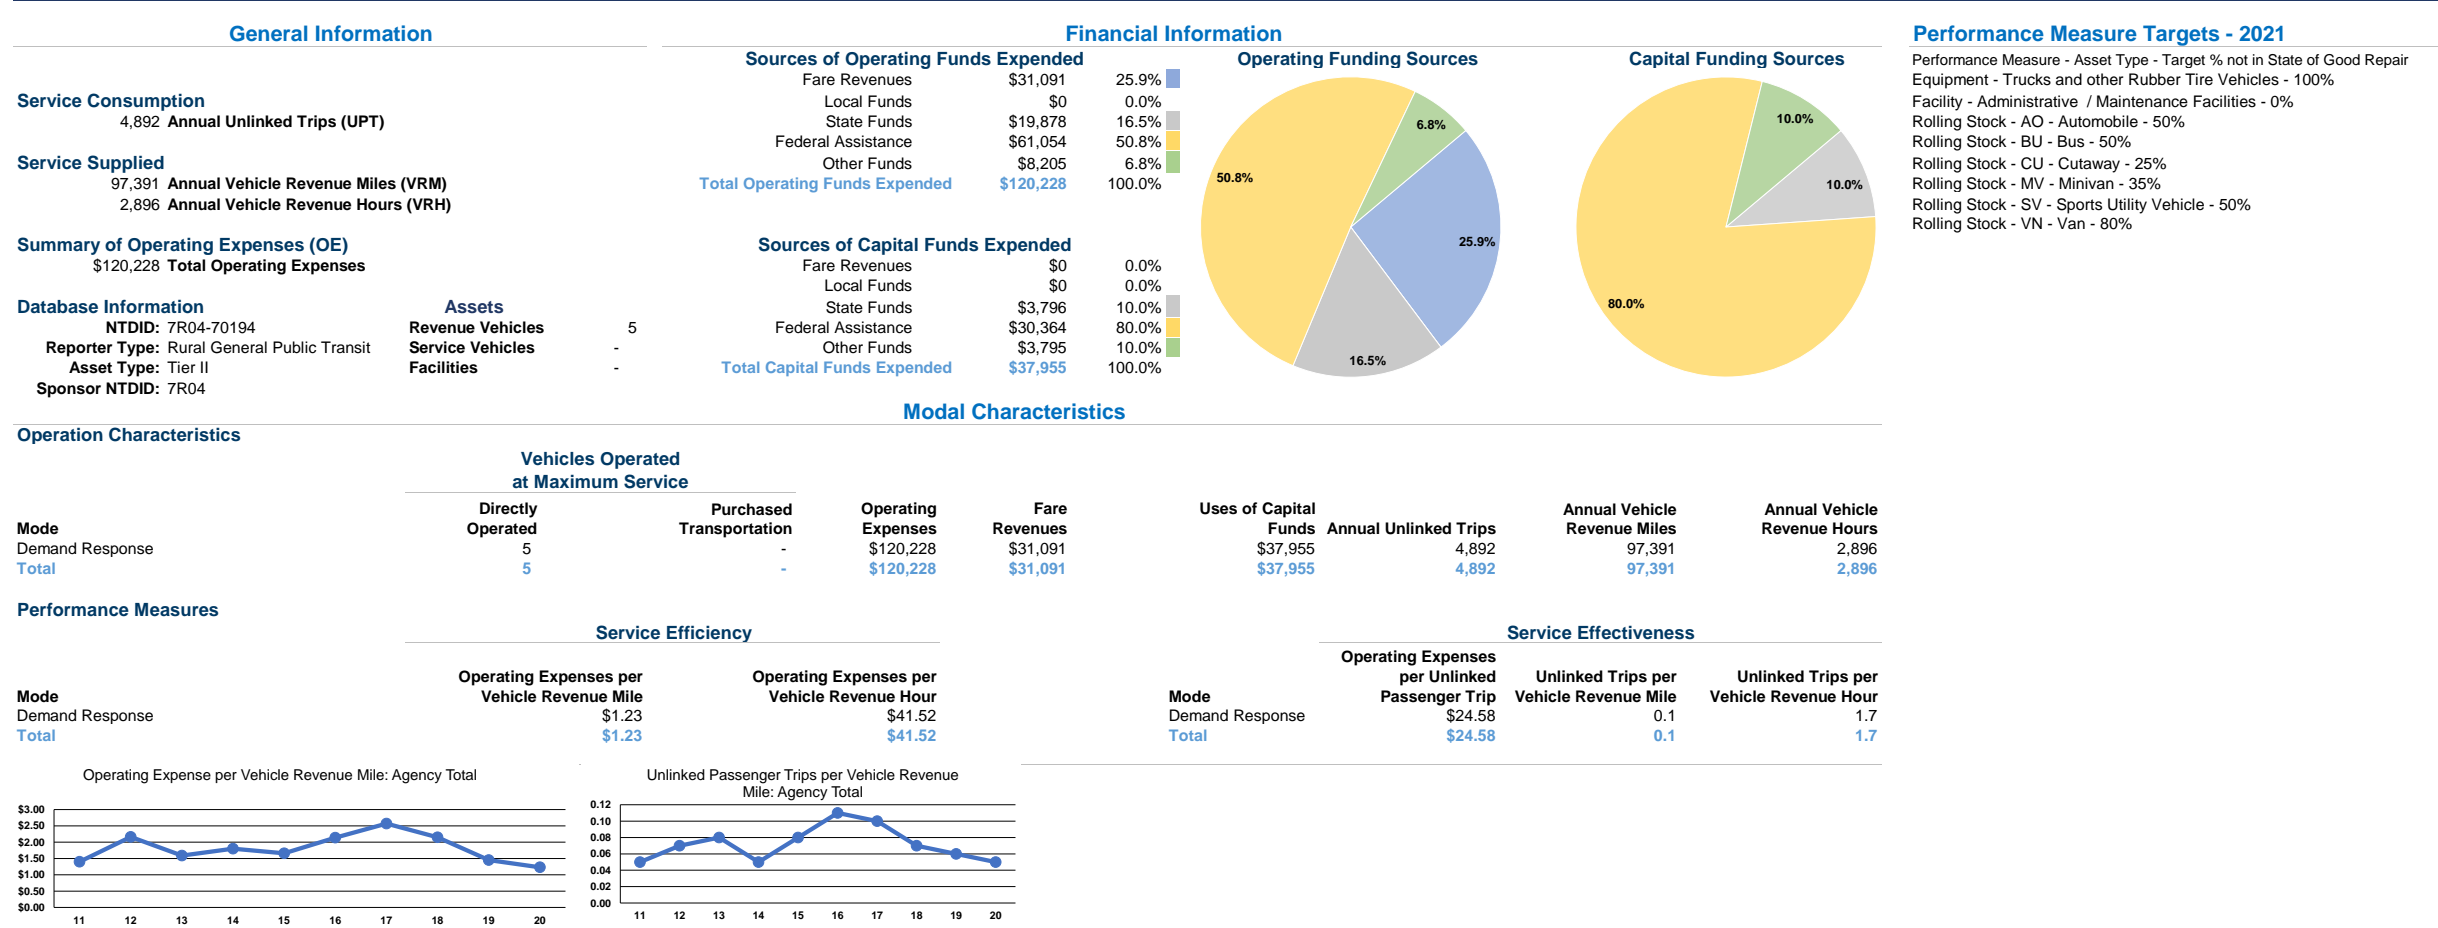 General Information
Service Consumption
4,892 Annual Unlinked Trips (UPT)
Service Supplied
97,391 Annual Vehicle Revenue Miles (VRM)
2,896 Annual Vehicle Revenue Hours (VRH)
Summary of Operating Expenses (OE)
$120,228 Total Operating Expenses
Database Information
NTDID: 7R04-70194
Reporter Type: Rural General Public Transit
Asset Type: Tier II
Sponsor NTDID: 7R04
Assets
Revenue Vehicles 5
Service Vehicles -
Facilities -
Financial Information
Sources of Operating Funds Expended
Fare Revenues $31,091 25.9%
Local Funds $0 0.0%
State Funds $19,878 16.5%
Federal Assistance $61,054 50.8%
Other Funds $8,205 6.8%
Total Operating Funds Expended $120,228 100.0%
Sources of Capital Funds Expended
Fare Revenues $0 0.0%
Local Funds $0 0.0%
State Funds $3,796 10.0%
Federal Assistance $30,364 80.0%
Other Funds $3,795 10.0%
Total Capital Funds Expended $37,955 100.0%
Operating Funding Sources
6.8%
50.8%
25.9%
16.5%
Capital Funding Sources
10.0%
10.0%
80.0%
Performance Measure Targets - 2021
Performance Measure - Asset Type - Target % not in State of Good Repair
Equipment - Trucks and other Rubber Tire Vehicles - 100%
Facility - Administrative / Maintenance Facilities - 0%
Rolling Stock - AO - Automobile - 50%
Rolling Stock - BU - Bus - 50%
Rolling Stock - CU - Cutaway - 25%
Rolling Stock - MV - Minivan - 35%
Rolling Stock - SV - Sports Utility Vehicle - 50%
Rolling Stock - VN - Van - 80%
Modal Characteristics
Operation Characteristics
Vehicles Operated
at Maximum Service
Directly Purchased Operating Fare Uses of Capital Annual Vehicle Annual Vehicle
Mode Operated Transportation Expenses Revenues Funds Annual Unlinked Trips Revenue Miles Revenue Hours
Demand Response 5 - $120,228 $31,091 $37,955 4,892 97,391 2,896
Total 5 - $120,228 $31,091 $37,955 4,892 97,391 2,896
Performance Measures
Service Efficiency
Operating Expenses per Operating Expenses per
Mode Vehicle Revenue Mile Vehicle Revenue Hour
Demand Response $1.23 $41.52
Total $1.23 $41.52
Service Effectiveness
Operating Expenses
per Unlinked Unlinked Trips per Unlinked Trips per
Mode Passenger Trip Vehicle Revenue Mile Vehicle Revenue Hour
Demand Response $24.58 0.1 1.7
Total $24.58 0.1 1.7
Operating Expense per Vehicle Revenue Mile: Agency Total
$3.00
$2.50
$2.00
$1.50
$1.00
$0.50
$0.00
11 12 13 14 15 16 17 18 19 20
Unlinked Passenger Trips per Vehicle Revenue
Mile: Agency Total
0.12
0.10
0.08
0.06
0.04
0.02
0.00
11 12 13 14 15 16 17 18 19 20